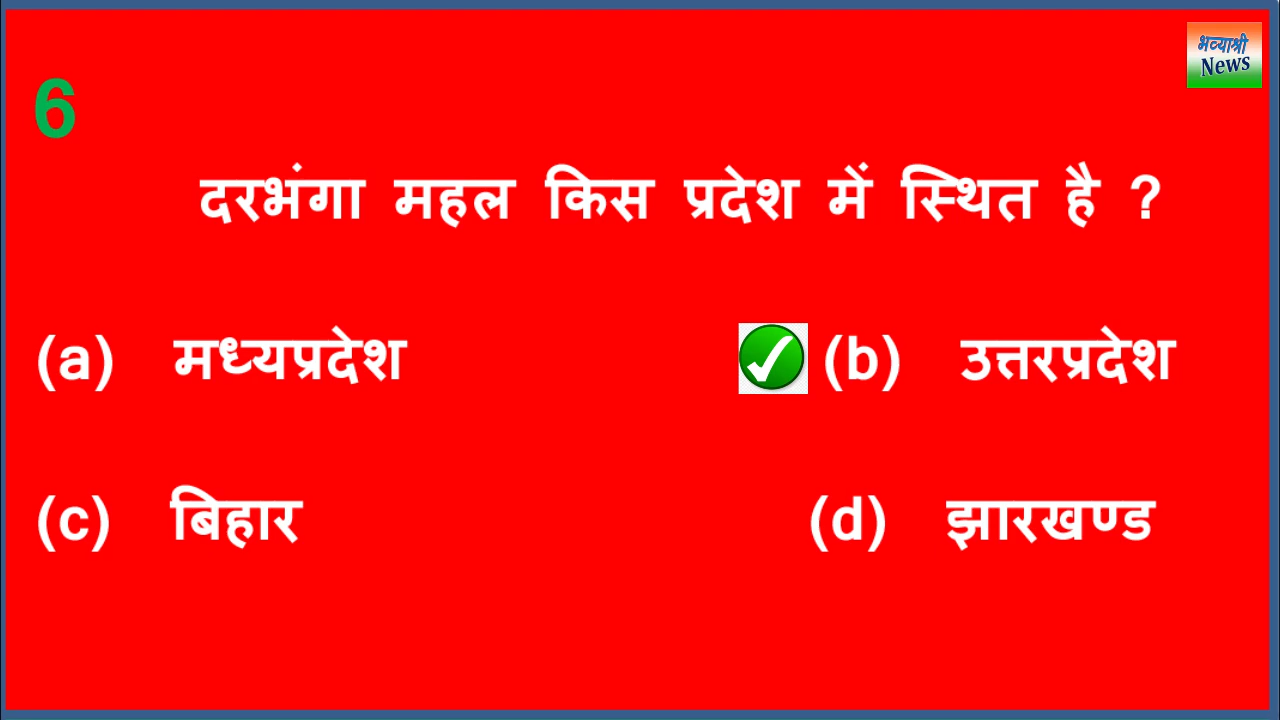 भव्याश्री
News
6
दरभंगा महल किस प्रदेश में स्थित है ?
(a) मध्यप्रदेश (b) उत्तरप्रदेश
(c) बिहार (d) झारखण्ड